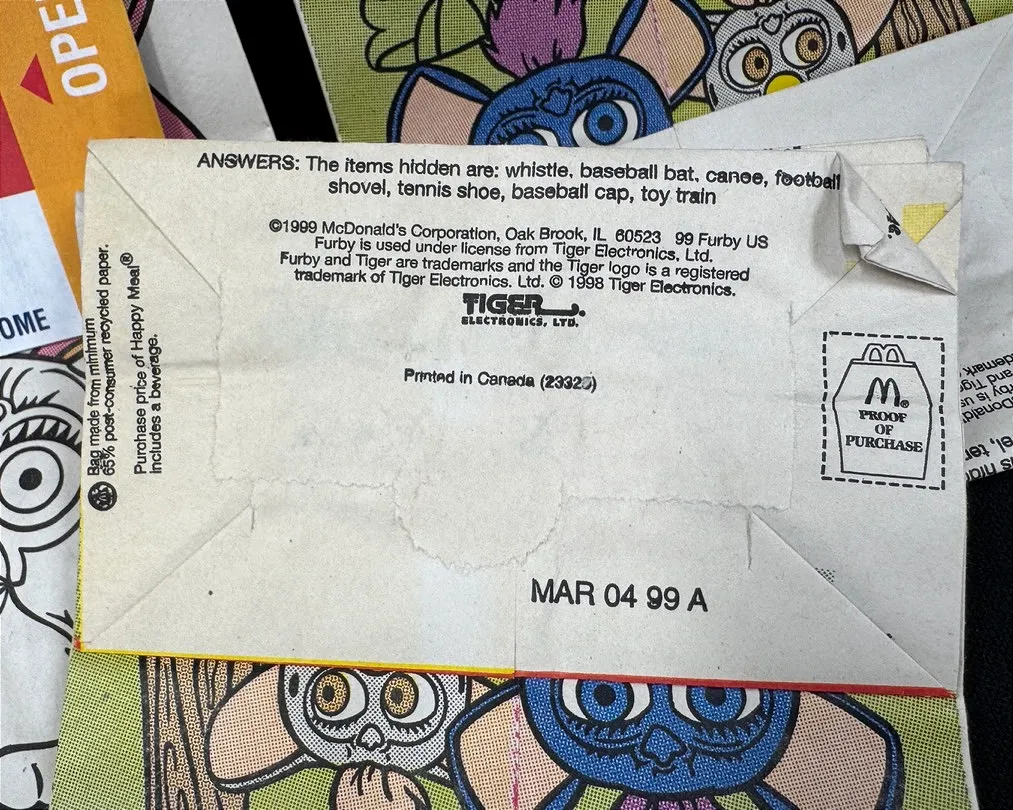 OPE
OME
ANSWERS: The items hidden are: whistle, baseball bat, canoe, football
shovel, tennis shoe, baseball cap, toy train
©1999 McDonald's Corporation, Oak Brook, IL 60523 99 Furby US
Furby is used under license from Tiger Electronics, Ltd.
Furby and Tiger are trademarks and the Tiger logo is a registered
trademark of Tiger Electronics. Ltd. © 1998 Tiger Electronics.
TIGER
ELECTRONICS, LTD.
Printed in Canada (23320)
Bag made from minimum
65% post-consumer recycled paper.
Purchase price of Happy Meal®
includes a beverage.
M®
PROOF
OF
PURCHASE
MAR 04 99 A